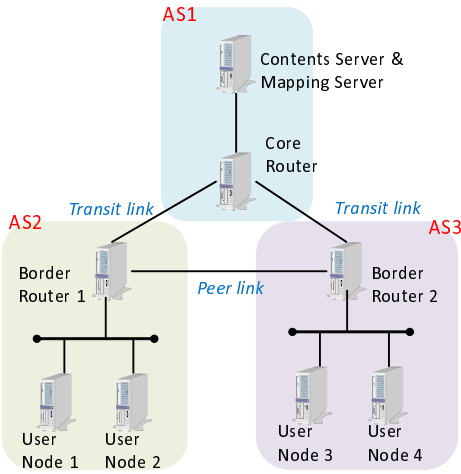 AS1
Contents Server &
Mapping Server
Core
Router
Transit link
Transit link
AS2
AS3
Border
Router 1
Peer link
Border
Router 2
User
Node 1
User
Node 2
User
Node 3
User
Node 4